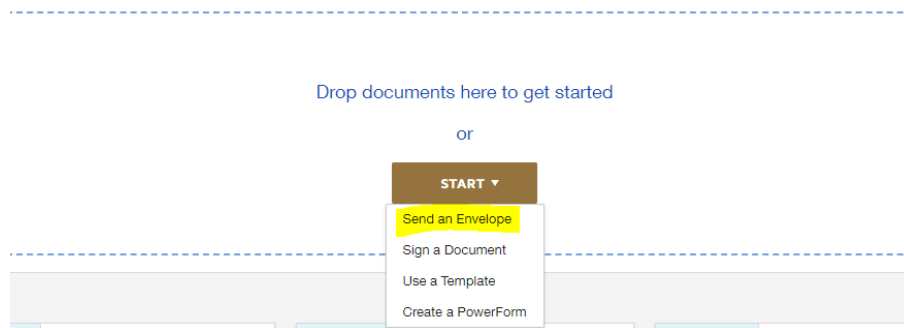 Drop documents here to get started
or
START
Send an Envelope
Sign a Document
Use a Template
Create a PowerForm